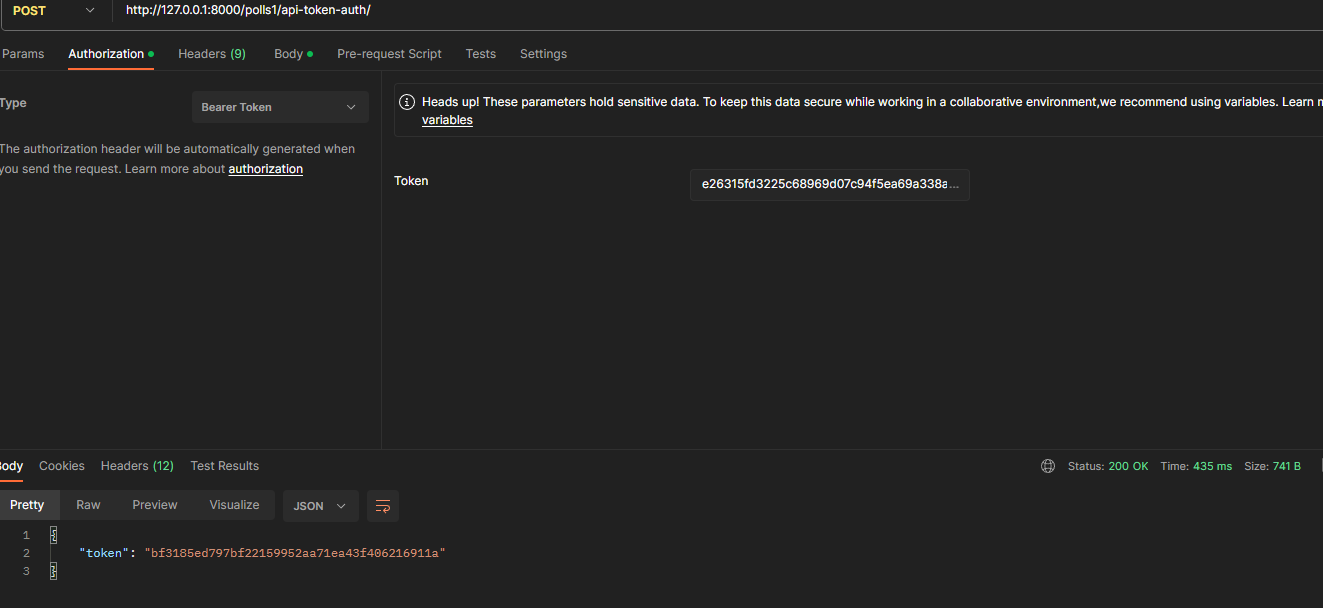 POST http://127.0.0.1:8000/polls1/api-token-auth/
Params Authorization Headers (9) Body Pre-request Script Tests Settings
Type Bearer Token
The authorization header will be automatically generated when
you send the request. Learn more about authorization
Heads up! These parameters hold sensitive data. To keep this data secure while working in a collaborative environment,we recommend using variables. Learn
variables
Token e26315fd3225c68969d07c94f5ea69a338a...
Body Cookies Headers (12) Test Results Status: 200 OK Time: 435 ms Size: 741 B
Pretty Raw Preview Visualize JSON
1 {
2 "token": "bf3185ed797bf22159952aa71ea43f406216911a"
3 }